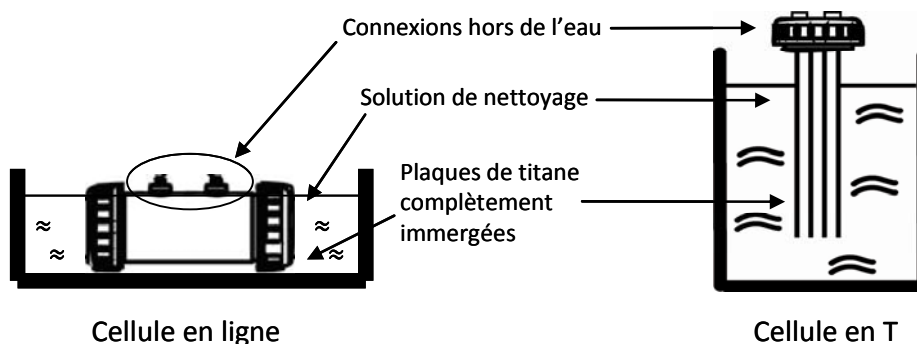 Connexions hors de l’eau
Solution de nettoyage
Plaques de titane
complètement
immergées
Cellule en ligne
Cellule en T